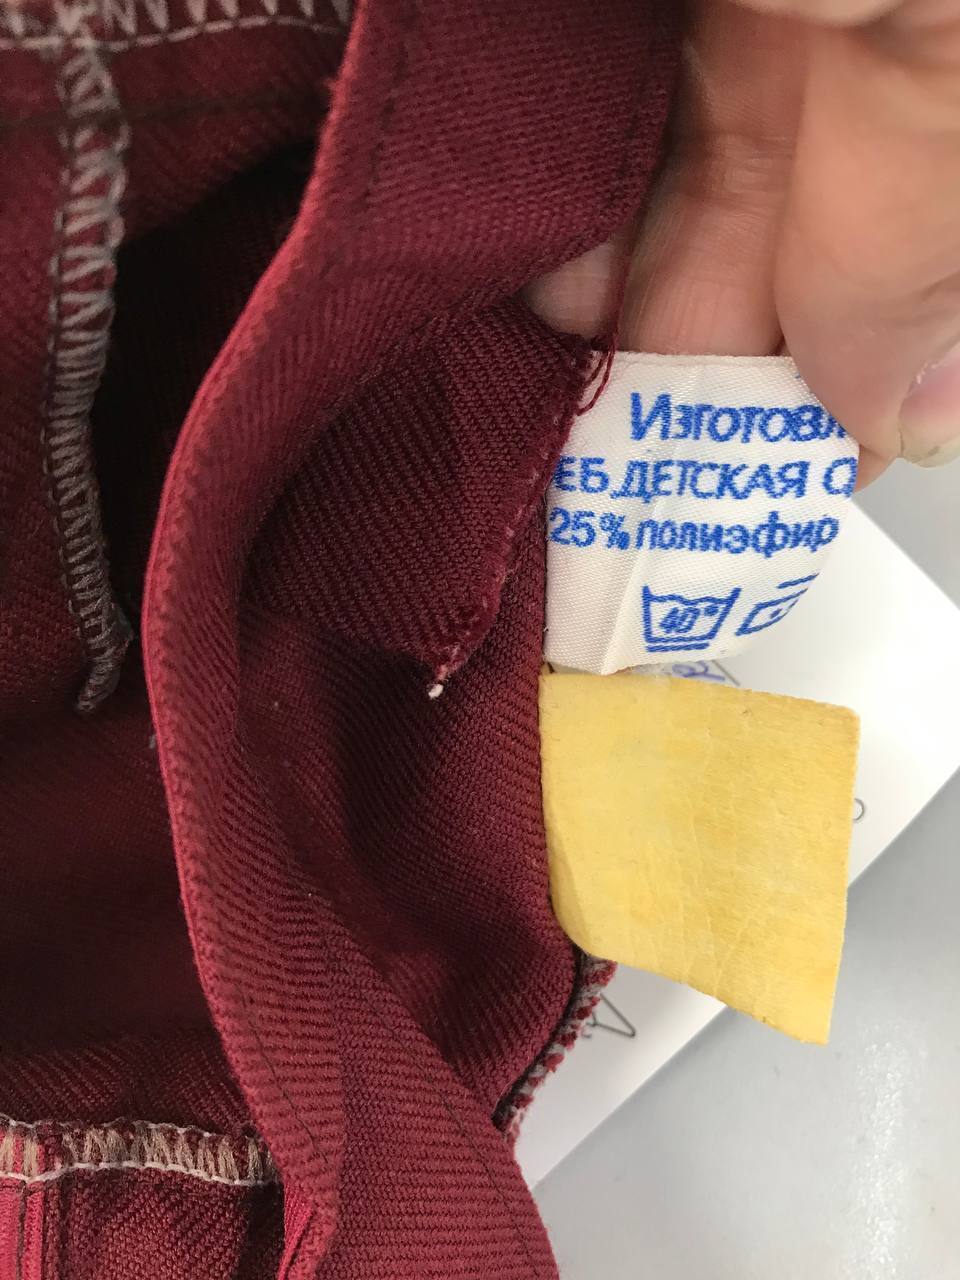 Изготовл
ЕБ ДЕТСКАЯ О
25% полиэфир
40°